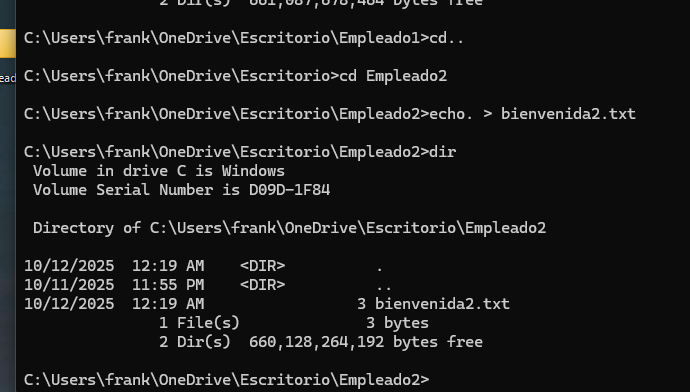 2 Dir(s)  661,087,678,464 bytes free
C:\Users\frank\OneDrive\Escritorio\Empleado1>cd..
C:\Users\frank\OneDrive\Escritorio>cd Empleado2
C:\Users\frank\OneDrive\Escritorio\Empleado2>echo. > bienvenida2.txt
C:\Users\frank\OneDrive\Escritorio\Empleado2>dir
Volume in drive C is Windows
Volume Serial Number is D09D-1F84
Directory of C:\Users\frank\OneDrive\Escritorio\Empleado2
10/12/2025  12:19 AM    <DIR>          .
10/11/2025  11:55 PM    <DIR>          ..
10/12/2025  12:19 AM                 3 bienvenida2.txt
1 File(s)              3 bytes
2 Dir(s)  660,128,264,192 bytes free
C:\Users\frank\OneDrive\Escritorio\Empleado2>